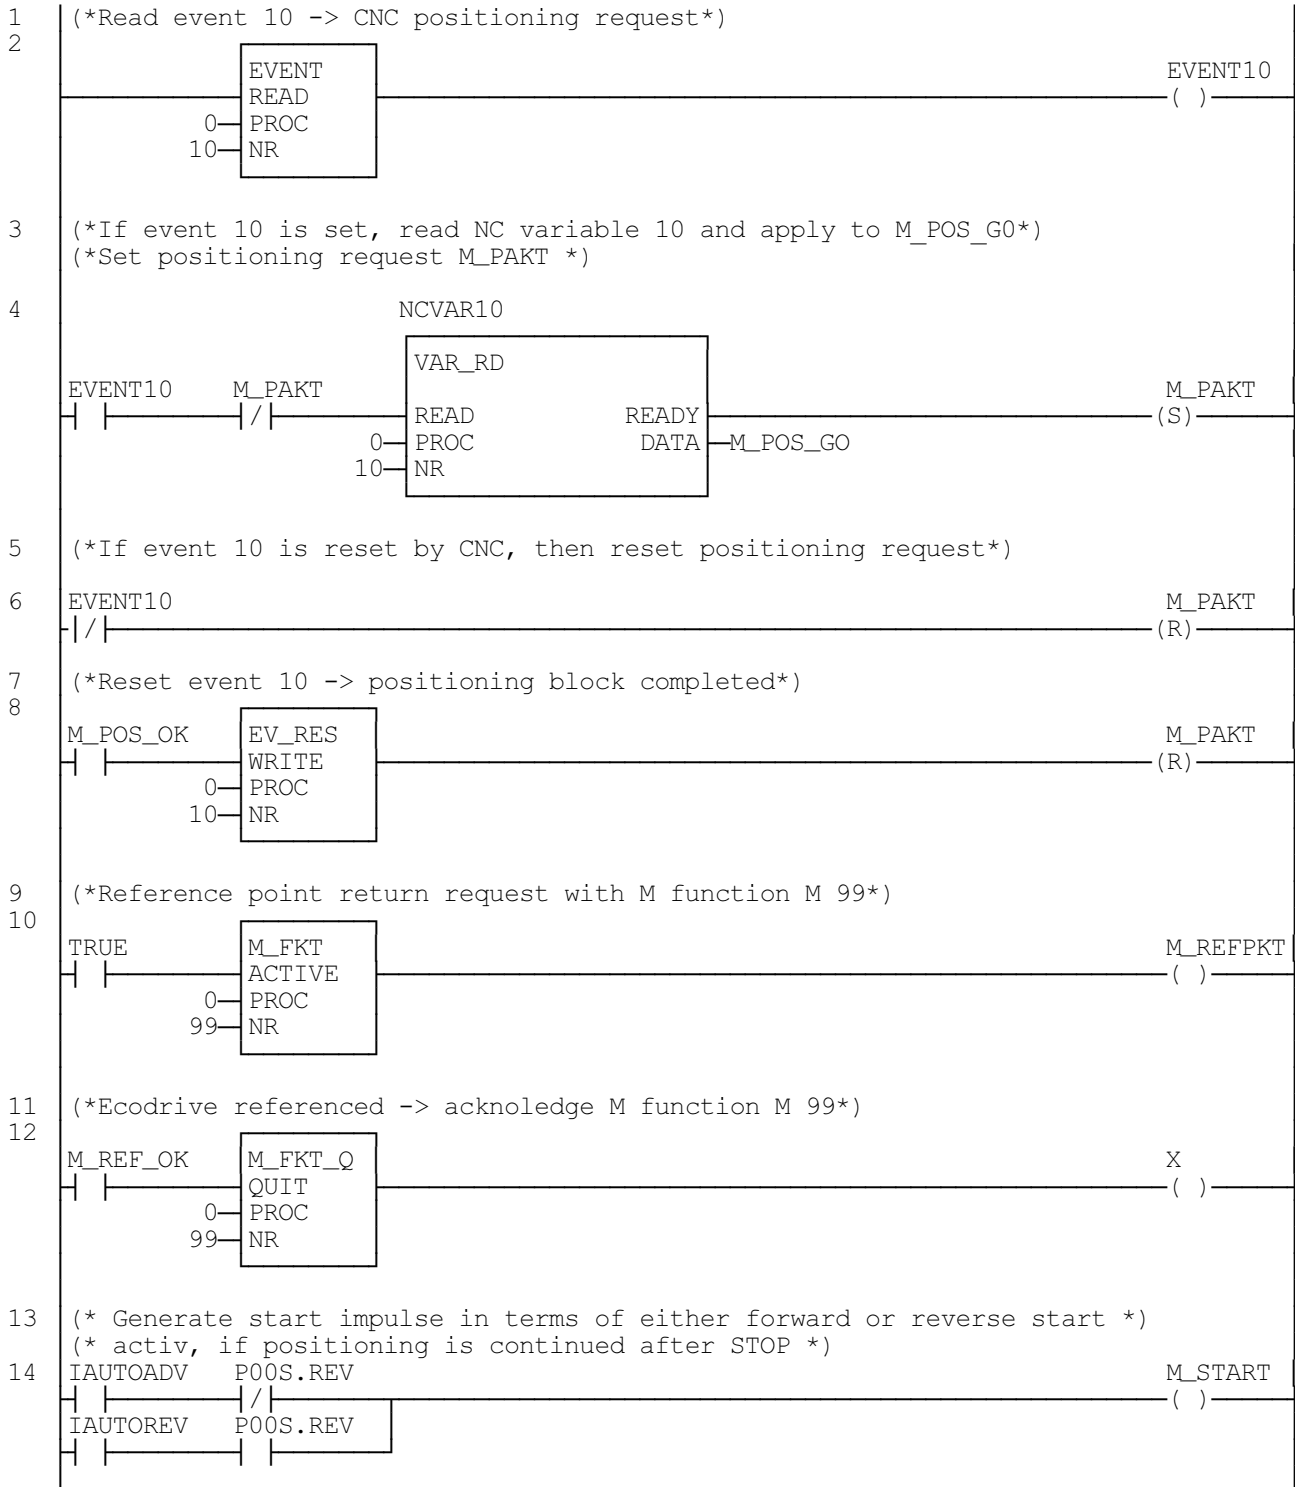 1 (*Read event 10 -> CNC positioning request*)
2
EVENT EVENT10
READ ( )
0 PROC
10 NR
3 (*If event 10 is set, read NC variable 10 and apply to M_POS_G0*)
(*Set positioning request M_PAKT *)
4 NCVAR10
VAR_RD
EVENT10 M_PAKT M_PAKT
/ READ READY (S)
0 PROC DATA M_POS_GO
10 NR
5 (*If event 10 is reset by CNC, then reset positioning request*)
6 EVENT10 M_PAKT
/ (R)
7 (*Reset event 10 -> positioning block completed*)
8
M_POS_OK EV_RES M_PAKT
WRITE (R)
0 PROC
10 NR
9 (*Reference point return request with M function M 99*)
10
TRUE M_FKT M_REFPKT
ACTIVE ( )
0 PROC
99 NR
11 (*Ecodrive referenced -> acknoledge M function M 99*)
12
M_REF_OK M_FKT_Q X
QUIT ( )
0 PROC
99 NR
13 (* Generate start impulse in terms of either forward or reverse start *)
(* activ, if positioning is continued after STOP *)
14 IAUTOADV P00S.REV M_START
/ ( )
IAUTOREV P00S.REV